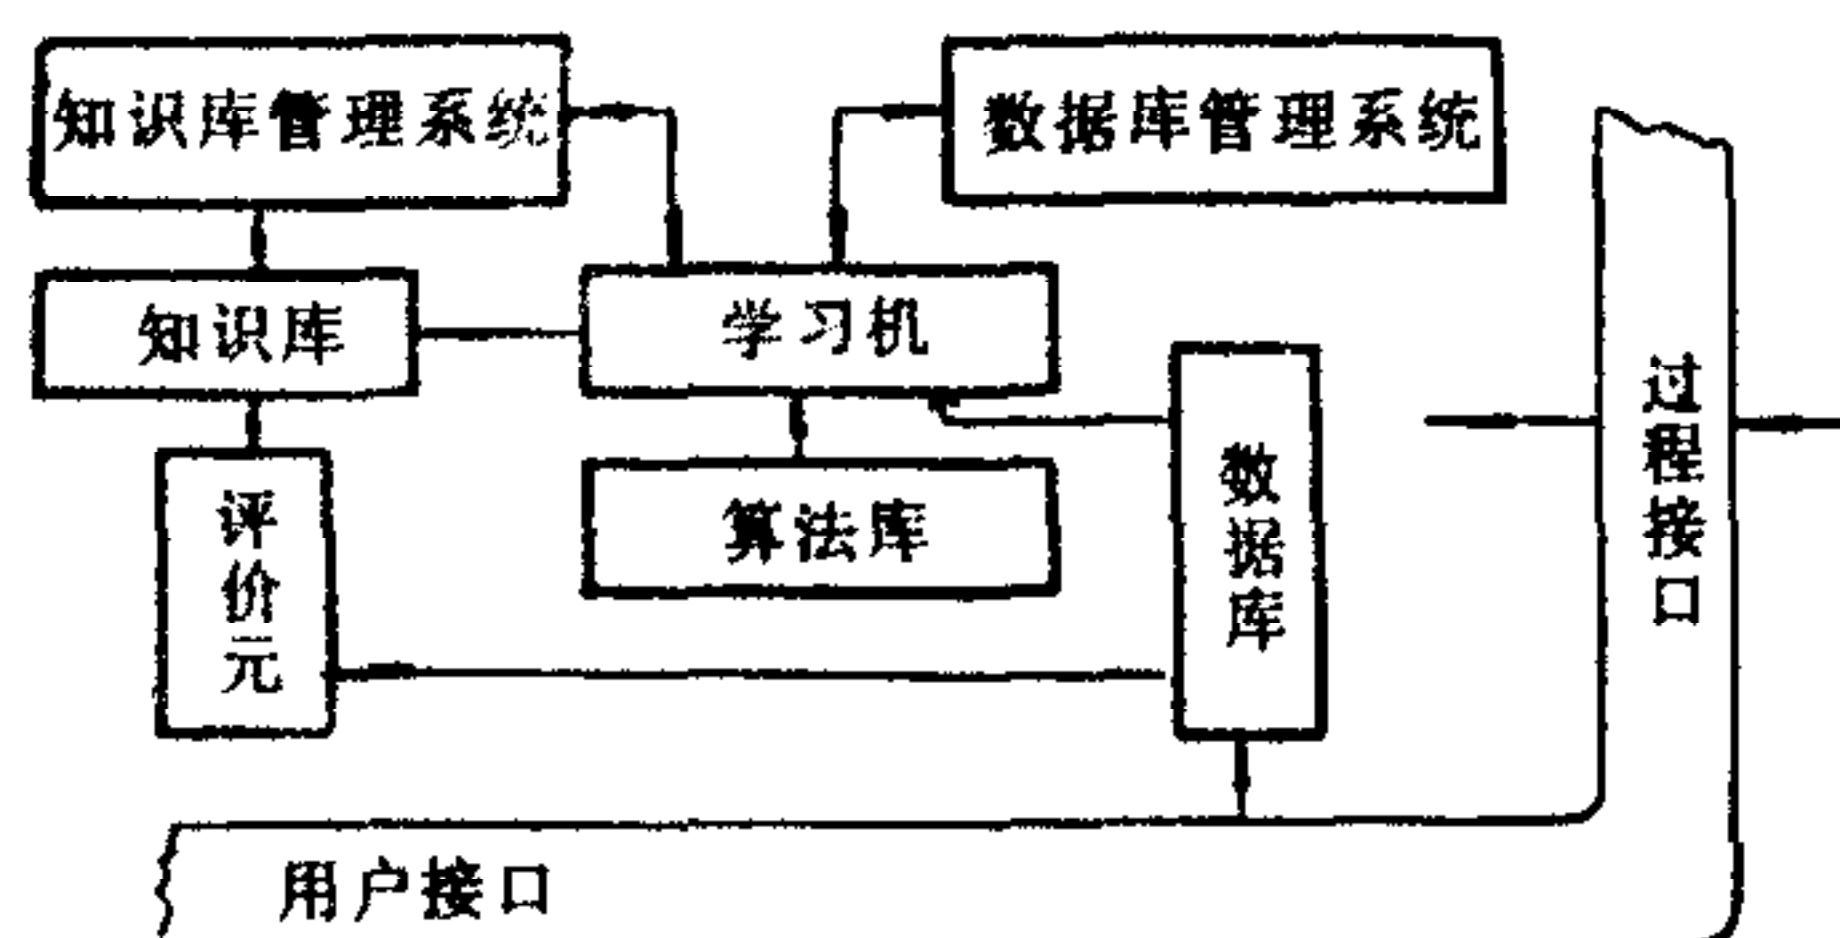 知识库管理系统
数据库管理系统
知识库
学习机
过程接口
数据库
评价元
算法库
用户接口